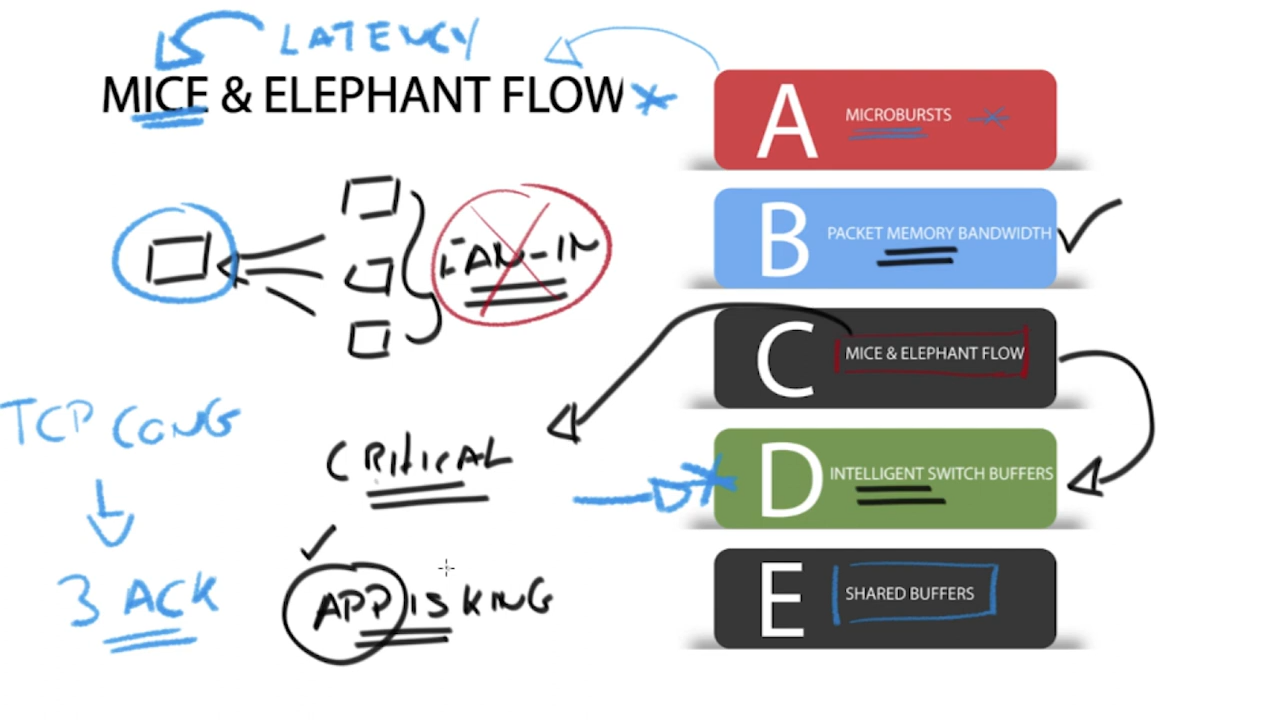 LATENCY
MICE & ELEPHANT FLOW
FAN-IN
TCP CONG
3 ACK
CRITICAL
APP IS KING
A
MICROBURSTS
B
PACKET MEMORY BANDWIDTH
C
MICE & ELEPHANT FLOW
D
INTELLIGENT SWITCH BUFFERS
E
SHARED BUFFERS